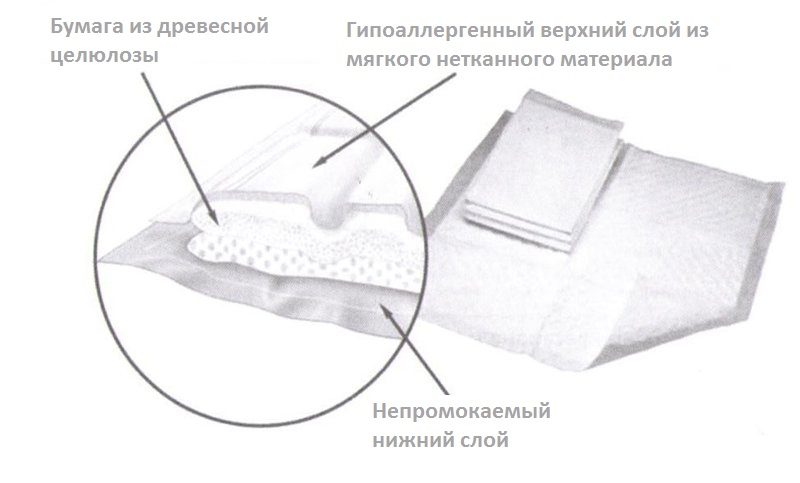 Бумага из древесной
целюлозы
Гипоаллергенный верхний слой из
мягкого нетканного материала
Непромокаемый
нижний слой